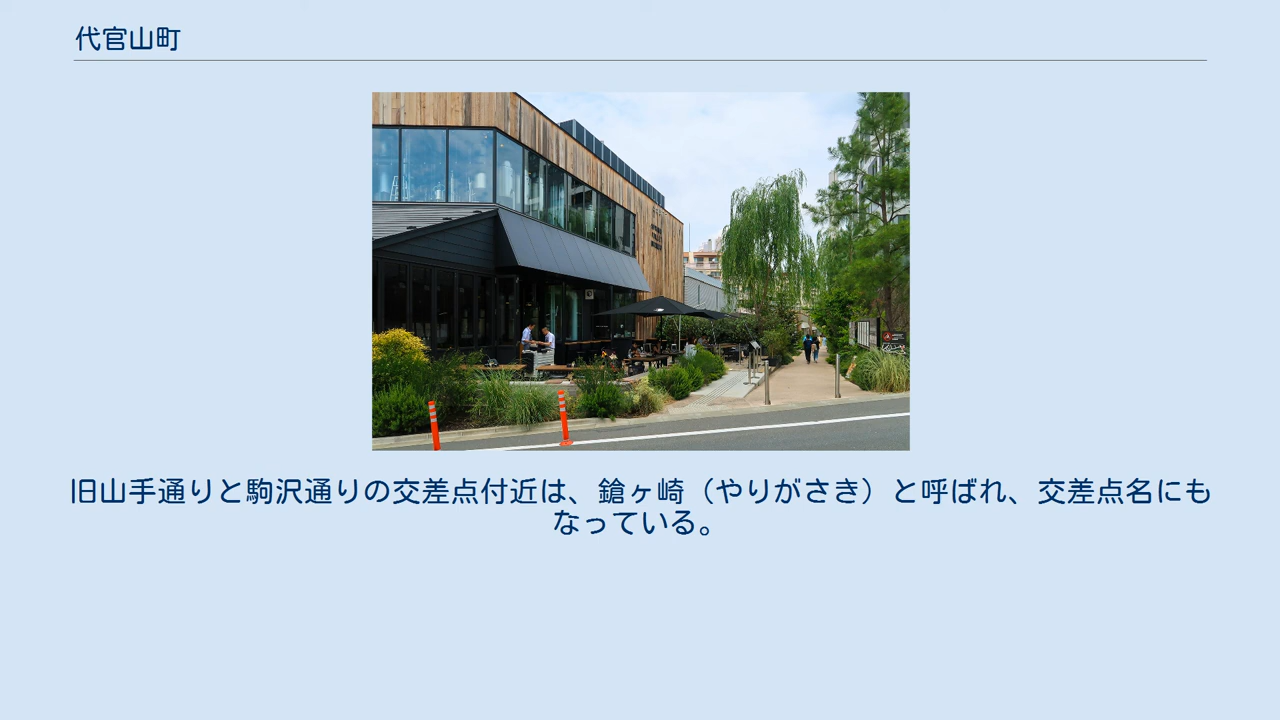 代官山町
旧山手通りと駒沢通りの交差点付近は、鎗ヶ崎（やりがさき）と呼ばれ、交差点名にも
なっている。